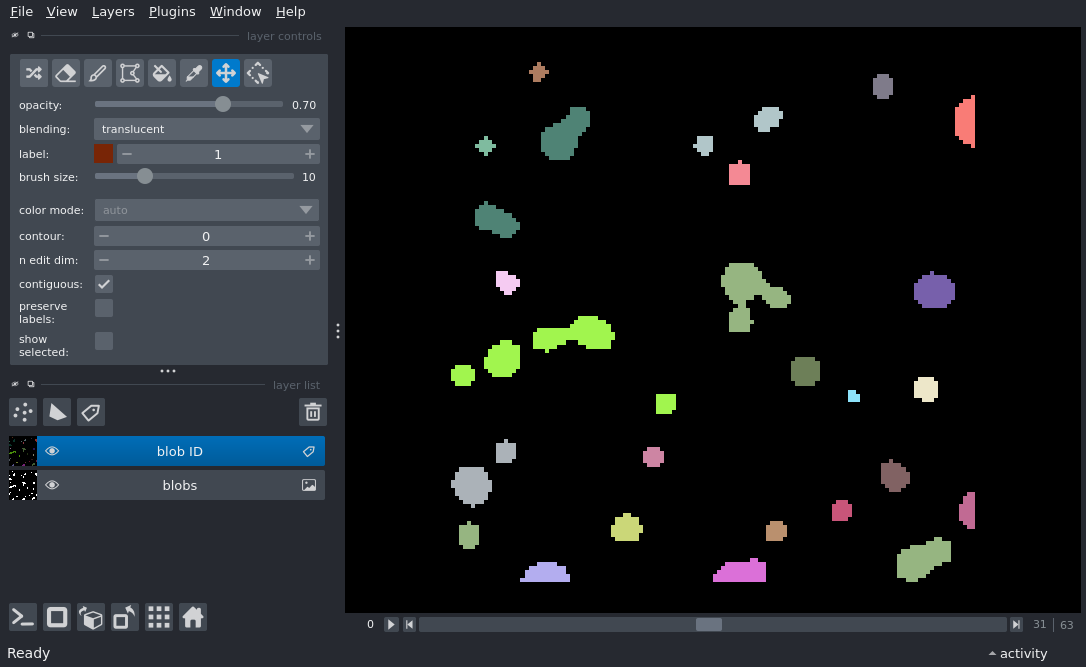 File View Layers Plugins Window Help
layer controls
opacity: 0.70
blending: translucent
label: 1
brush size: 10
color mode: auto
contour: 0
n edit dim: 2
contiguous:
preserve
labels:
show
selected:
layer list
blob ID
blobs
0 31 63
Ready activity